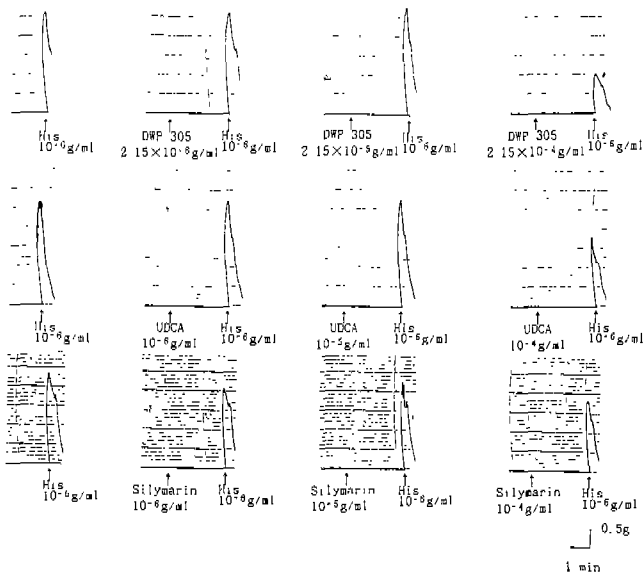 His
10⁻⁶g/ml
DWP 305
2 15×10⁻⁶g/ml
His
10⁻⁶g/ml
DWP 305
2 15×10⁻⁵g/ml
His
10⁻⁶g/ml
DWP 305
2 15×10⁻⁴g/ml
His
10⁻⁶g/ml
His
10⁻⁶g/ml
UDCA
10⁻⁶g/ml
His
10⁻⁶g/ml
UDCA
10⁻⁵g/ml
His
10⁻⁶g/ml
UDCA
10⁻⁴g/ml
His
10⁻⁶g/ml
His
10⁻⁶g/ml
Silymarin
10⁻⁶g/ml
His
10⁻⁶g/ml
Silymarin
10⁻⁵g/ml
His
10⁻⁶g/ml
Silymarin
10⁻⁴g/ml
His
10⁻⁶g/ml
0.5g
1 min